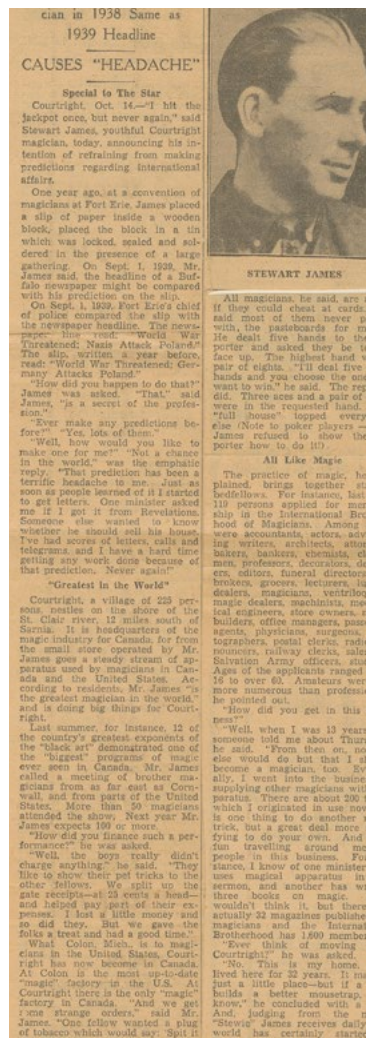 cian in 1938 Same as
1939 Headline
CAUSES "HEADACHE"
Special to The Star
Courtright, Oct. 14.—"I hit the
jackpot once, but never again," said
Stewart James, youthful Courtright
magician, today, announcing his in-
tention of refraining from making
predictions regarding international
affairs.
One year ago, at a convention of
magicians at Fort Erie, James placed
a slip of paper inside a wooden
block, placed the block in a tin
which was locked, sealed and sol-
dered in the presence of a large
gathering. On Sept. 1, 1939, Mr.
James said, the headline of a Buf-
falo newspaper might be compared
with his prediction on the slip.
On Sept. 1, 1939, Fort Erie's chief
of police compared the slip with
the newspaper headline. The news-
paper line read: "World War
Threatened; Nazis Attack Poland."
The slip, written a year before,
read: "World War Threatened; Ger-
many Attacks Poland."
"How did you happen to do that?"
James was asked. "That," said
James, "is a secret of the profes-
sion."
"Ever make any predictions be-
fore?" "Yes, lots of them."
"Well, how would you like to
make one for me?" "Not a chance
in the world," was the emphatic
reply. "That prediction has been a
terrific headache to me. Just as
soon as people learned of it I started
to get letters. One minister asked
me if I got it from Revelations.
Someone else wanted to know
whether he should sell his house.
I've had scores of letters, calls and
telegrams, and I have a hard time
getting any work done because of
that prediction. Never again!"
"Greatest in the World"
Courtright, a village of 225 per-
sons, nestles on the shore of the
St. Clair river, 12 miles south of
Sarnia. It is headquarters of the
magic industry for Canada, for from
the small store operated by Mr.
James goes a steady stream of ap-
paratus used by magicians in Can-
ada and the United States. Ac-
cording to residents, Mr. James "is
the greatest magician in the world,"
and is doing big things for Court-
right.
Last summer, for instance, 12 of
the country's greatest exponents of
the "black art" demonstrated one of
the "biggest" programs of magic
ever seen in Canada. Mr. James
called a meeting of brother ma-
gicians from as far east as Corn-
wall, and from parts of the United
States. More than 50 magicians
attended the show. Next year Mr.
James expects 100 or more.
"How did you finance such a per-
formance?" he was asked.
"Well, the boys really didn't
charge anything," he said. "They
like to show their pet tricks to the
other fellows. We split up the
gate receipts—at 25 cents a head—
and helped pay part of their ex-
penses. I lost a little money and
so did they. But we gave the
folks a treat and had a good time."
What Colon, Mich., is to magi-
cians in the United States, Court-
right has now become in Canada.
At Colon is the most up-to-date
"magic" factory in the U.S. At
Courtright there is the only "magic"
factory in Canada. "And we get
some strange orders," said Mr.
James. "One fellow wanted a plug
of tobacco which would say: 'Spit it
STEWART JAMES
All magicians, he said, are
if they could cheat at cards.
said most of them never p
with, the pasteboards for m
He dealt five hands to the
porter and asked they be t
face up. The highest hand w
pair of eights. "I'll deal five
hands and you choose the one
want to win," he said. The rep
did. Three aces and a pair of
were in the requested hand.
"full house" topped every
else (Note to poker players —
James refused to show the
porter how to do it!)
All Like Magic
The practice of magic, he
plained, brings together st
bedfellows. For instance, last
119 persons applied for mem
ship in the International Bro
hood of Magicians. Among
were accountants, actors, adv
ing writers, architects, attor
bakers, bankers, chemists, cl
men, professors, decorators, de
ers, editors, funeral directors
brokers, grocers, lecturers, lu
dealers, magicians, ventriloq
magic dealers, machinists, me
ical engineers, store owners, m
builders, office managers, pass
agents, physicians, surgeons,
tographers, postal clerks, radio
nouncers, railway clerks, sales
Salvation Army officers, stu
Ages of the applicants ranged
16 to over 60. Amateurs wer
more numerous than professio
he pointed out.
"How did you get in this
ness?"
"Well, when I was 13 years
someone told me about Thur
he said. "From then on, no
else would do but that I s
become a magician, too. Ev
ally, I went into the busine
supplying other magicians with
paratus. There are about 200
which I originated in use now
is one thing to do another
trick, but a great deal more
fying to do your own. And
fun travelling around me
people in this business. For
stance, I know of one minister
uses magical apparatus in
sermon, and another has w
three books on magic.
wouldn't think it, but there
actually 32 magazines publishe
magicians and the Internat
Brotherhood has 1,600 member
"Ever think of moving
Courtright?" he was asked.
"No. This is my home.
lived here for 32 years. It m
just a little place—but if a
builds a better mousetrap,
know," he concluded with a
And, judging from the
"Stewie" James receives daily
world has certainly starte